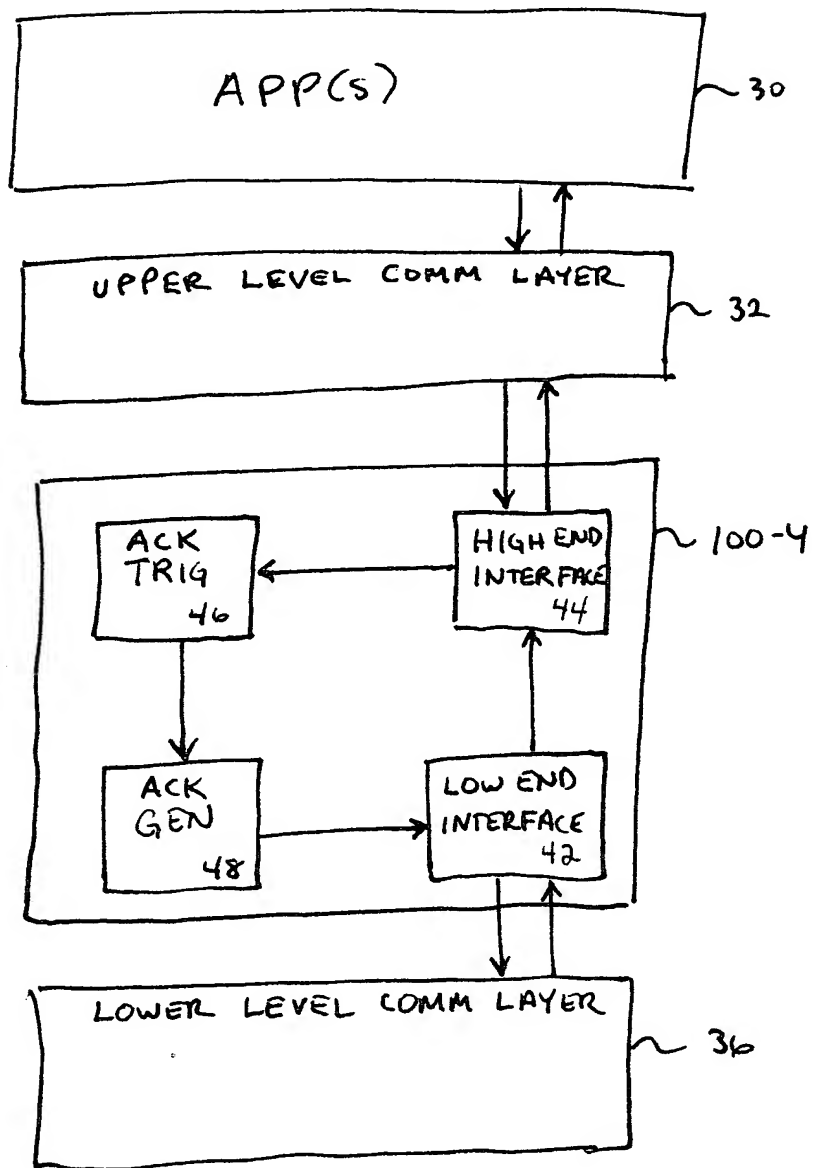 APP(S)
30
UPPER LEVEL COMM LAYER
32
ACK
TRIG
46
HIGH END
INTERFACE
44
100-4
ACK
GEN
48
LOW END
INTERFACE
42
LOWER LEVEL COMM LAYER
36